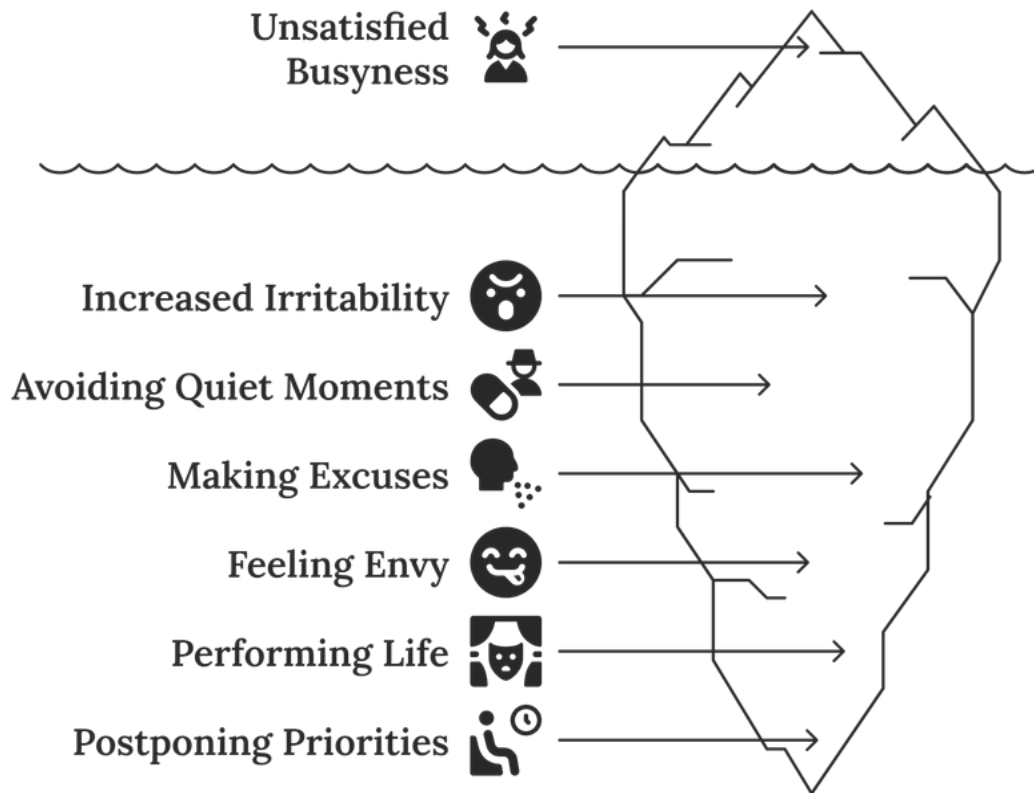 Unsatisfied
Busyness
Increased Irritability
Avoiding Quiet Moments
Making Excuses
Feeling Envy
Performing Life
Postponing Priorities